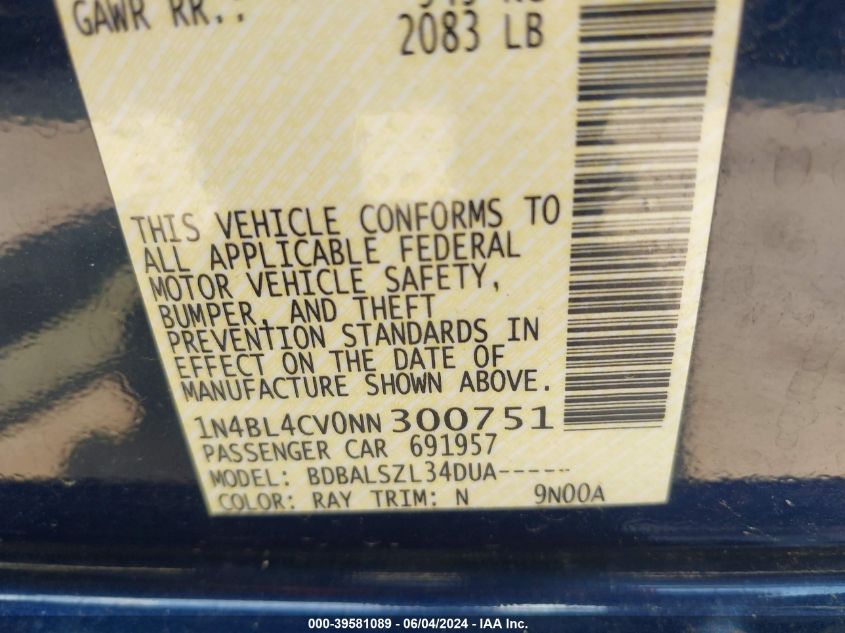 GAWR RR.:
2083 LB
THIS VEHICLE CONFORMS TO
ALL APPLICABLE FEDERAL
MOTOR VEHICLE SAFETY,
BUMPER, AND THEFT
PREVENTION STANDARDS IN
EFFECT ON THE DATE OF
MANUFACTURE SHOWN ABOVE.
1N4BL4CV0NN 300751
PASSENGER CAR 691957
MODEL: BDBALSZL34DUA-----
COLOR: RAY TRIM: N 9N00A
000-39581089 - 06/04/2024 - IAA Inc.